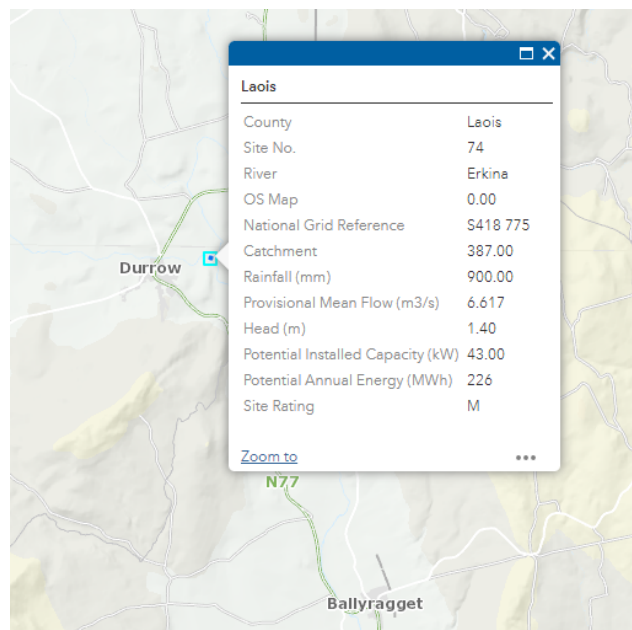 Laois
County Laois
Site No. 74
River Erkina
OS Map 0.00
National Grid Reference S418 775
Catchment 387.00
Rainfall (mm) 900.00
Provisional Mean Flow (m3/s) 6.617
Head (m) 1.40
Potential Installed Capacity (kW) 43.00
Potential Annual Energy (MWh) 226
Site Rating M
Zoom to
Durrow
N77
Ballyragget